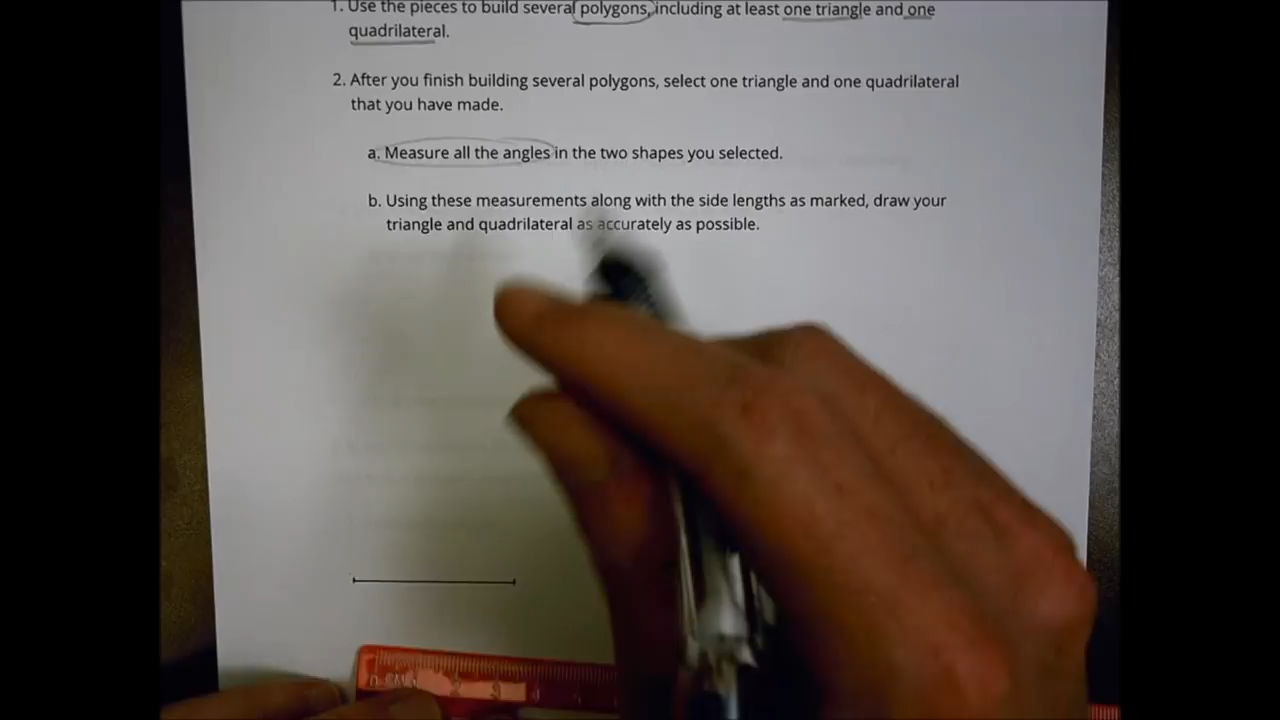 1. Use the pieces to build several polygons, including at least one triangle and one
quadrilateral.
2. After you finish building several polygons, select one triangle and one quadrilateral
that you have made.
a. Measure all the angles in the two shapes you selected.
b. Using these measurements along with the side lengths as marked, draw your
triangle and quadrilateral as accurately as possible.